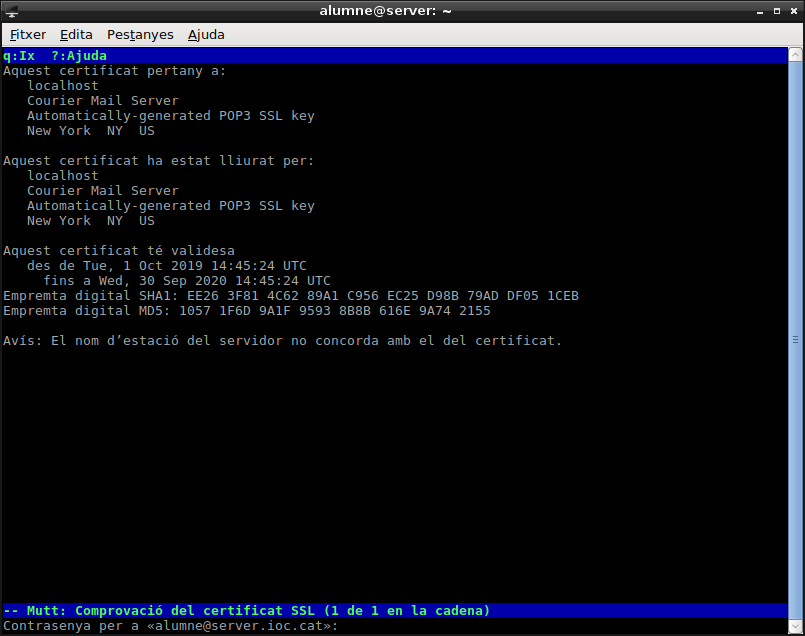 alumne@server: ~
Fitxer Edita Pestanyes Ajuda
q:Ix  ?:Ajuda
Aquest certificat pertany a:
   localhost
   Courier Mail Server
   Automatically-generated POP3 SSL key
   New York  NY  US
Aquest certificat ha estat lliurat per:
   localhost
   Courier Mail Server
   Automatically-generated POP3 SSL key
   New York  NY  US
Aquest certificat té validesa
   des de Tue, 1 Oct 2019 14:45:24 UTC
     fins a Wed, 30 Sep 2020 14:45:24 UTC
Empremta digital SHA1: EE26 3F81 4C62 89A1 C956 EC25 D98B 79AD DF05 1CEB
Empremta digital MD5: 1057 1F6D 9A1F 9593 8B8B 616E 9A74 2155
Avís: El nom d’estació del servidor no concorda amb el del certificat.
-- Mutt: Comprovació del certificat SSL (1 de 1 en la cadena)
Contrasenya per a «alumne@server.ioc.cat»: